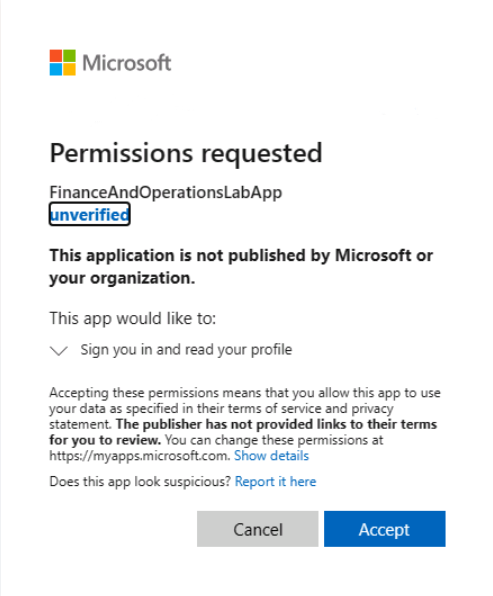 Microsoft
Permissions requested
FinanceAndOperationsLabApp
unverified
This application is not published by Microsoft or
your organization.
This app would like to:
Sign you in and read your profile
Accepting these permissions means that you allow this app to use
your data as specified in their terms of service and privacy
statement. The publisher has not provided links to their terms
for you to review. You can change these permissions at
https://myapps.microsoft.com. Show details
Does this app look suspicious? Report it here
Cancel Accept